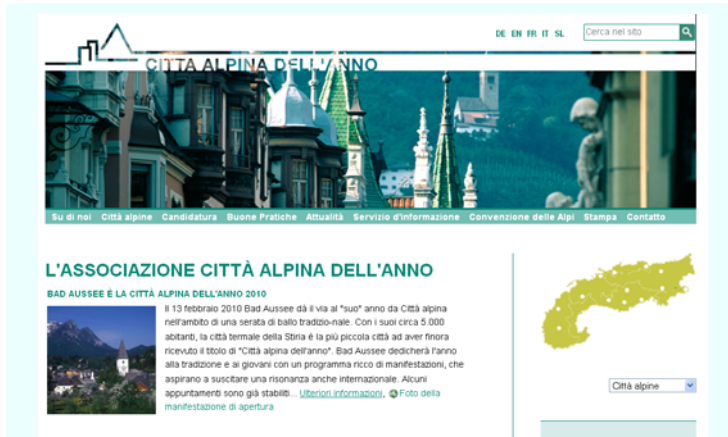 DE EN FR IT SL
Cerca nel sito
CITTÀ ALPINA DELL'ANNO
Su di noi Città alpine Candidatura Buone Pratiche Attualità Servizio d'informazione Convenzione delle Alpi Stampa Contatto
L'ASSOCIAZIONE CITTÀ ALPINA DELL'ANNO
BAD AUSSEE È LA CITTÀ ALPINA DELL'ANNO 2010
Il 13 febbraio 2010 Bad Aussee dà il via al "suo" anno da Città alpina
nell'ambito di una serata di ballo tradizio-nale. Con i suoi circa 5.000
abitanti, la città termale della Stiria è la più piccola città ad aver finora
ricevuto il titolo di "Città alpina dell'anno". Bad Aussee dedicherà l'anno
alla tradizione e ai giovani con un programma ricco di manifestazioni, che
aspirano a suscitare una risonanza anche internazionale. Alcuni
appuntamenti sono già stabiliti... Ulteriori informazioni, Foto della
manifestazione di apertura
Città alpine